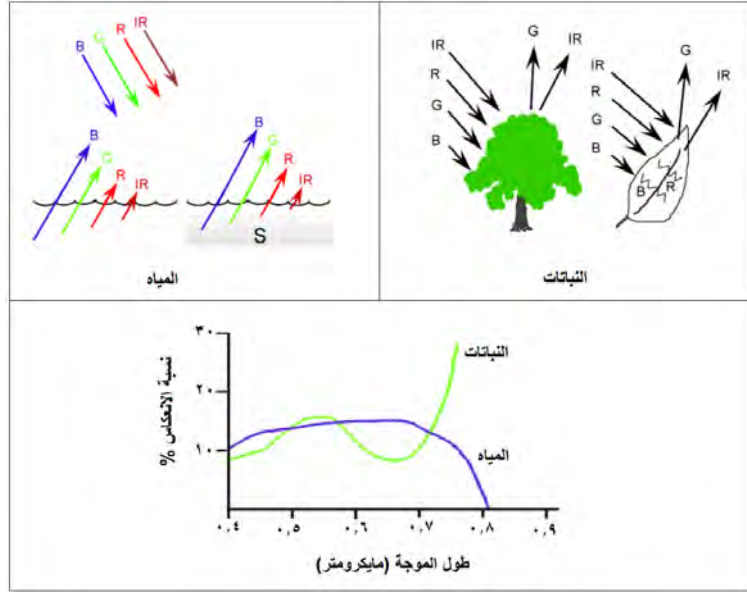 B G R IR
B G R IR
B G R IR
S
المياه
IR R G B G IR
IR R G B G IR
B R
النباتات
نسبة الانعكاس %
٣٠
٢٠
١٠
النباتات
المياه
٠,٤ ٠,٥ ٠,٦ ٠,٧ ٠,٨ ٠,٩
طول الموجة (مايكرومتر)